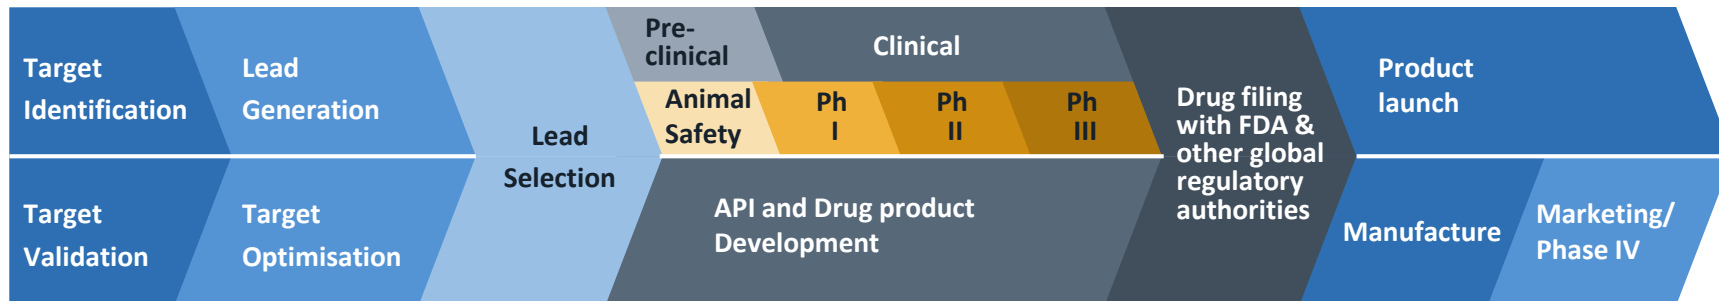 Target
Identification
Lead
Generation
Lead
Selection
Pre-
clinical
Clinical
Animal
Safety
Ph
I
Ph
II
Ph
III
Drug filing
with FDA &
other global
regulatory
authorities
Product
launch
Target
Validation
Target
Optimisation
API and Drug product
Development
Manufacture
Marketing/
Phase IV